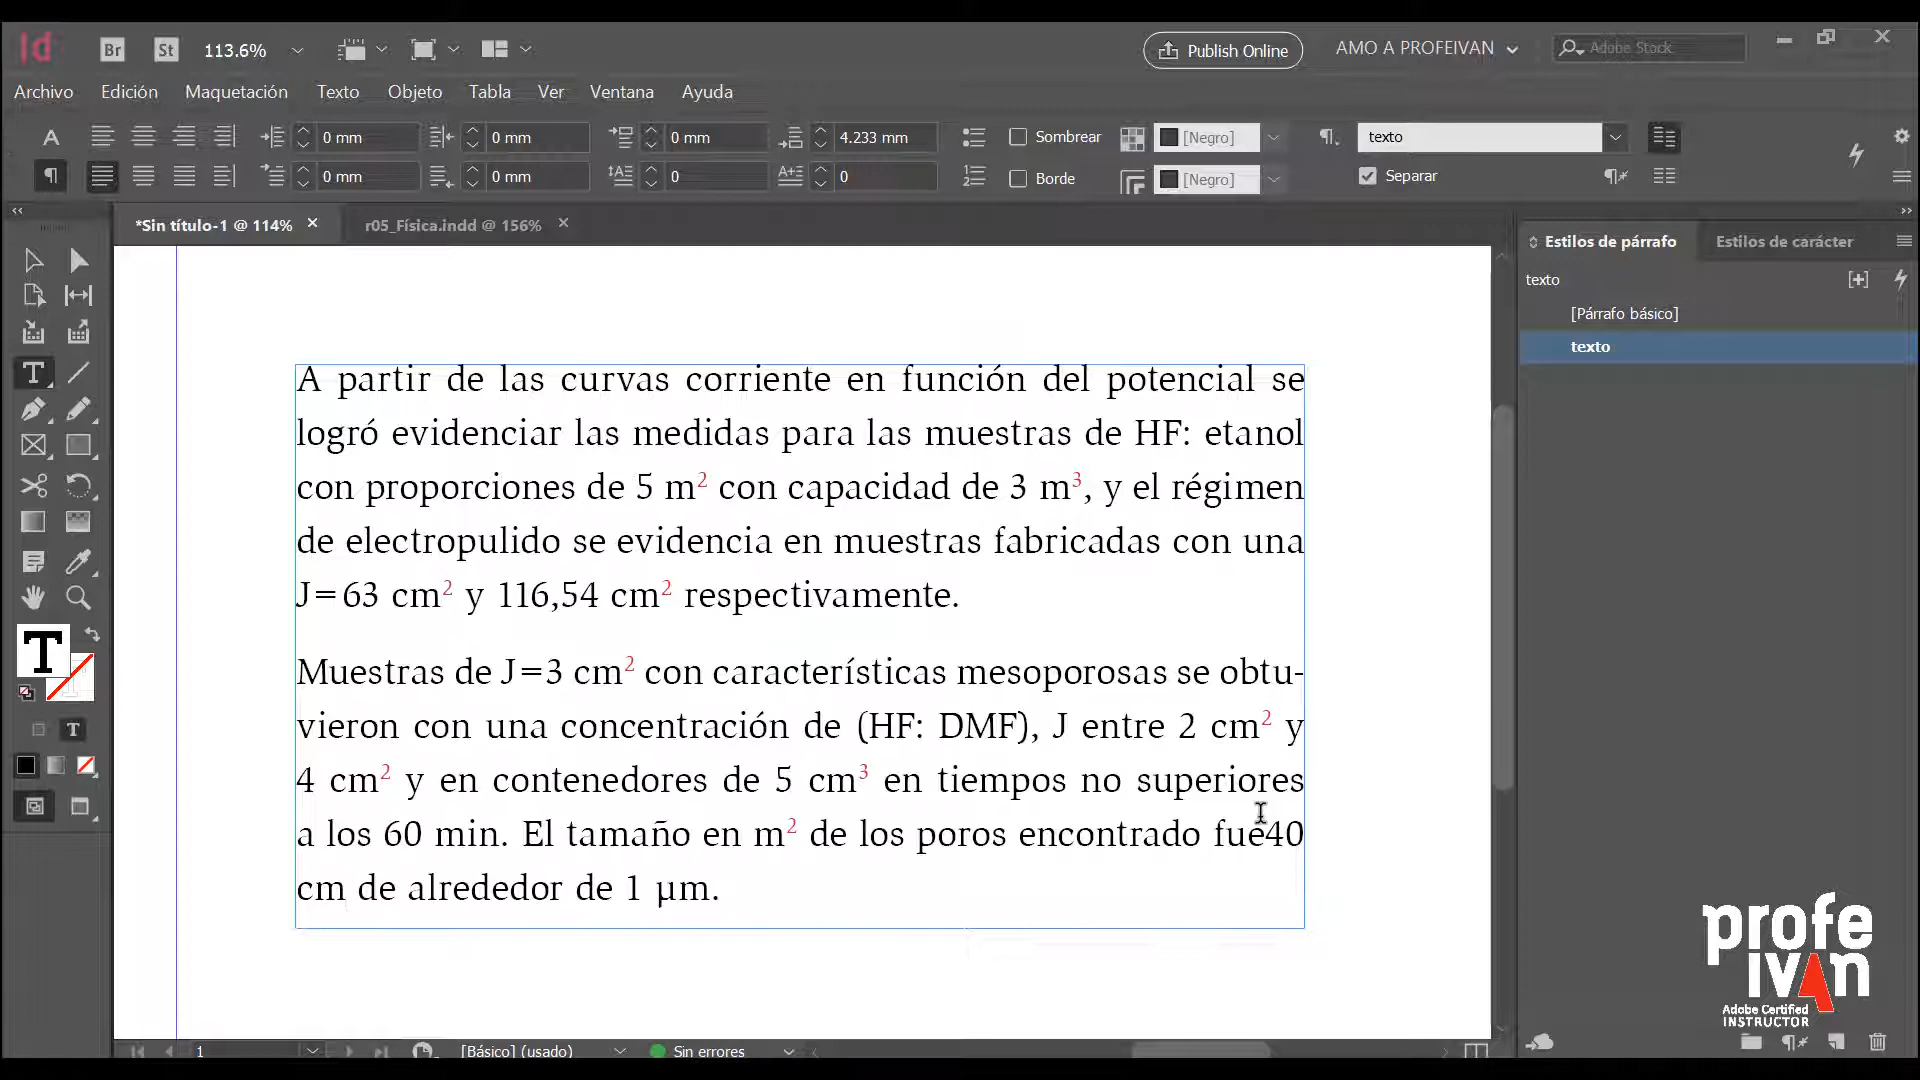 Id Br St 113.6% Publish Online AMO A PROFEIVAN Adobe Stock
Archivo Edición Maquetación Texto Objeto Tabla Ver Ventana Ayuda
A 0 mm 0 mm 0 mm 4.233 mm Sombrear [Negro] texto
¶ 0 mm 0 mm 0 0 Borde [Negro] Separar
*Sin título-1 @ 114% × r05_Física.indd @ 156% ×
Estilos de párrafo Estilos de carácter
texto
[Párrafo básico]
texto
A partir de las curvas corriente en función del potencial se
logró evidenciar las medidas para las muestras de HF: etanol
con proporciones de 5 m² con capacidad de 3 m³, y el régimen
de electropulido se evidencia en muestras fabricadas con una
J=63 cm² y 116,54 cm² respectivamente.
Muestras de J=3 cm² con características mesoporosas se obtu-
vieron con una concentración de (HF: DMF), J entre 2 cm² y
4 cm² y en contenedores de 5 cm³ en tiempos no superiores
a los 60 min. El tamaño en m² de los poros encontrado fue40
cm de alrededor de 1 µm.
profe
ivan
Adobe Certified
INSTRUCTOR
1 [Básico] (usado) Sin errores